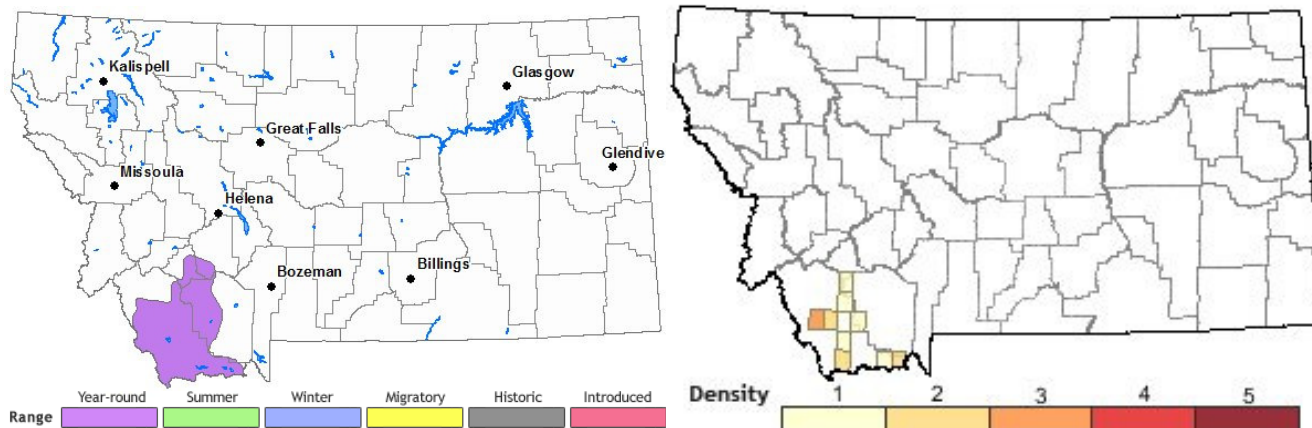 Kalispell
Glasgow
Great Falls
Glendive
Missoula
Helena
Bozeman
Billings
Range Year-round Summer Winter Migratory Historic Introduced
Density 1 2 3 4 5